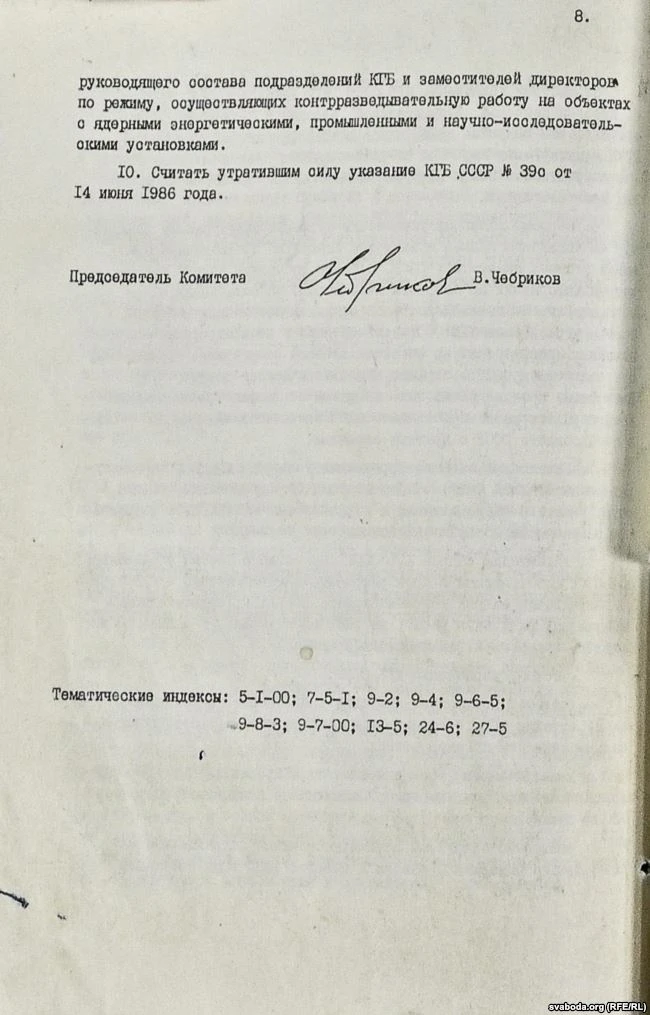 8.
руководящего состава подразделений КГБ и заместителей директоров
по режиму, осуществляющих контрразведывательную работу на объектах
с ядерными энергетическими, промышленными и научно-исследователь-
скими установками.
10. Считать утратившим силу указание КГБ СССР № 39с от
14 июня 1986 года.
Председатель Комитета Чебриков В.Чебриков
Тематические индексы: 5-I-00; 7-5-I; 9-2; 9-4; 9-6-5;
9-8-3; 9-7-00; I3-5; 24-6; 27-5
svaboda.org (RFE/RL)